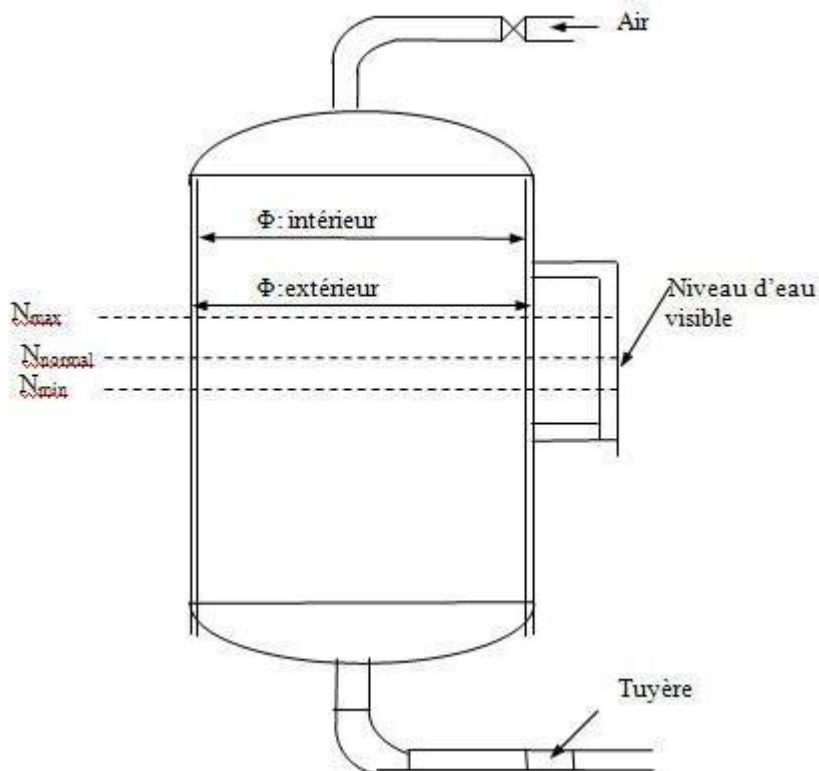 Air
Φ: intérieur
Φ:extérieur
Niveau d'eau
visible
Nmax
Nnormal
Nmin
Tuyère